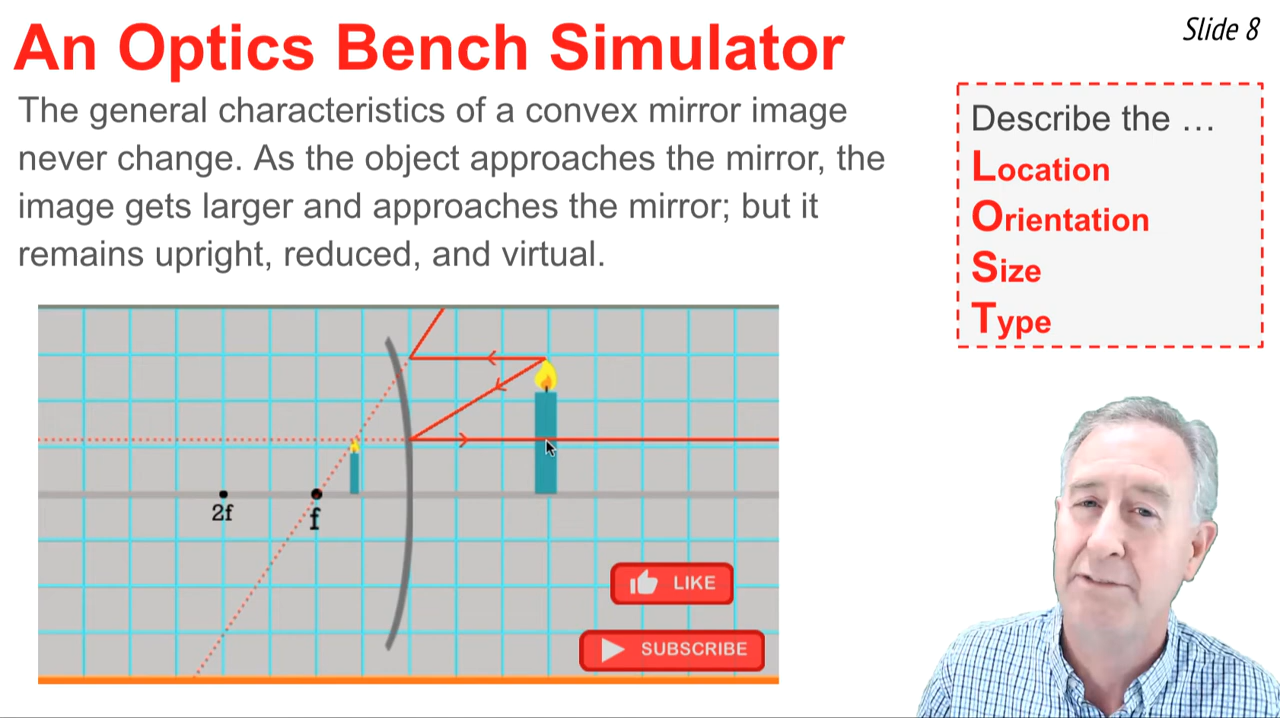 An Optics Bench Simulator
Slide 8
The general characteristics of a convex mirror image
never change. As the object approaches the mirror, the
image gets larger and approaches the mirror; but it
remains upright, reduced, and virtual.
Describe the …
Location
Orientation
Size
Type
2f
f
LIKE
SUBSCRIBE